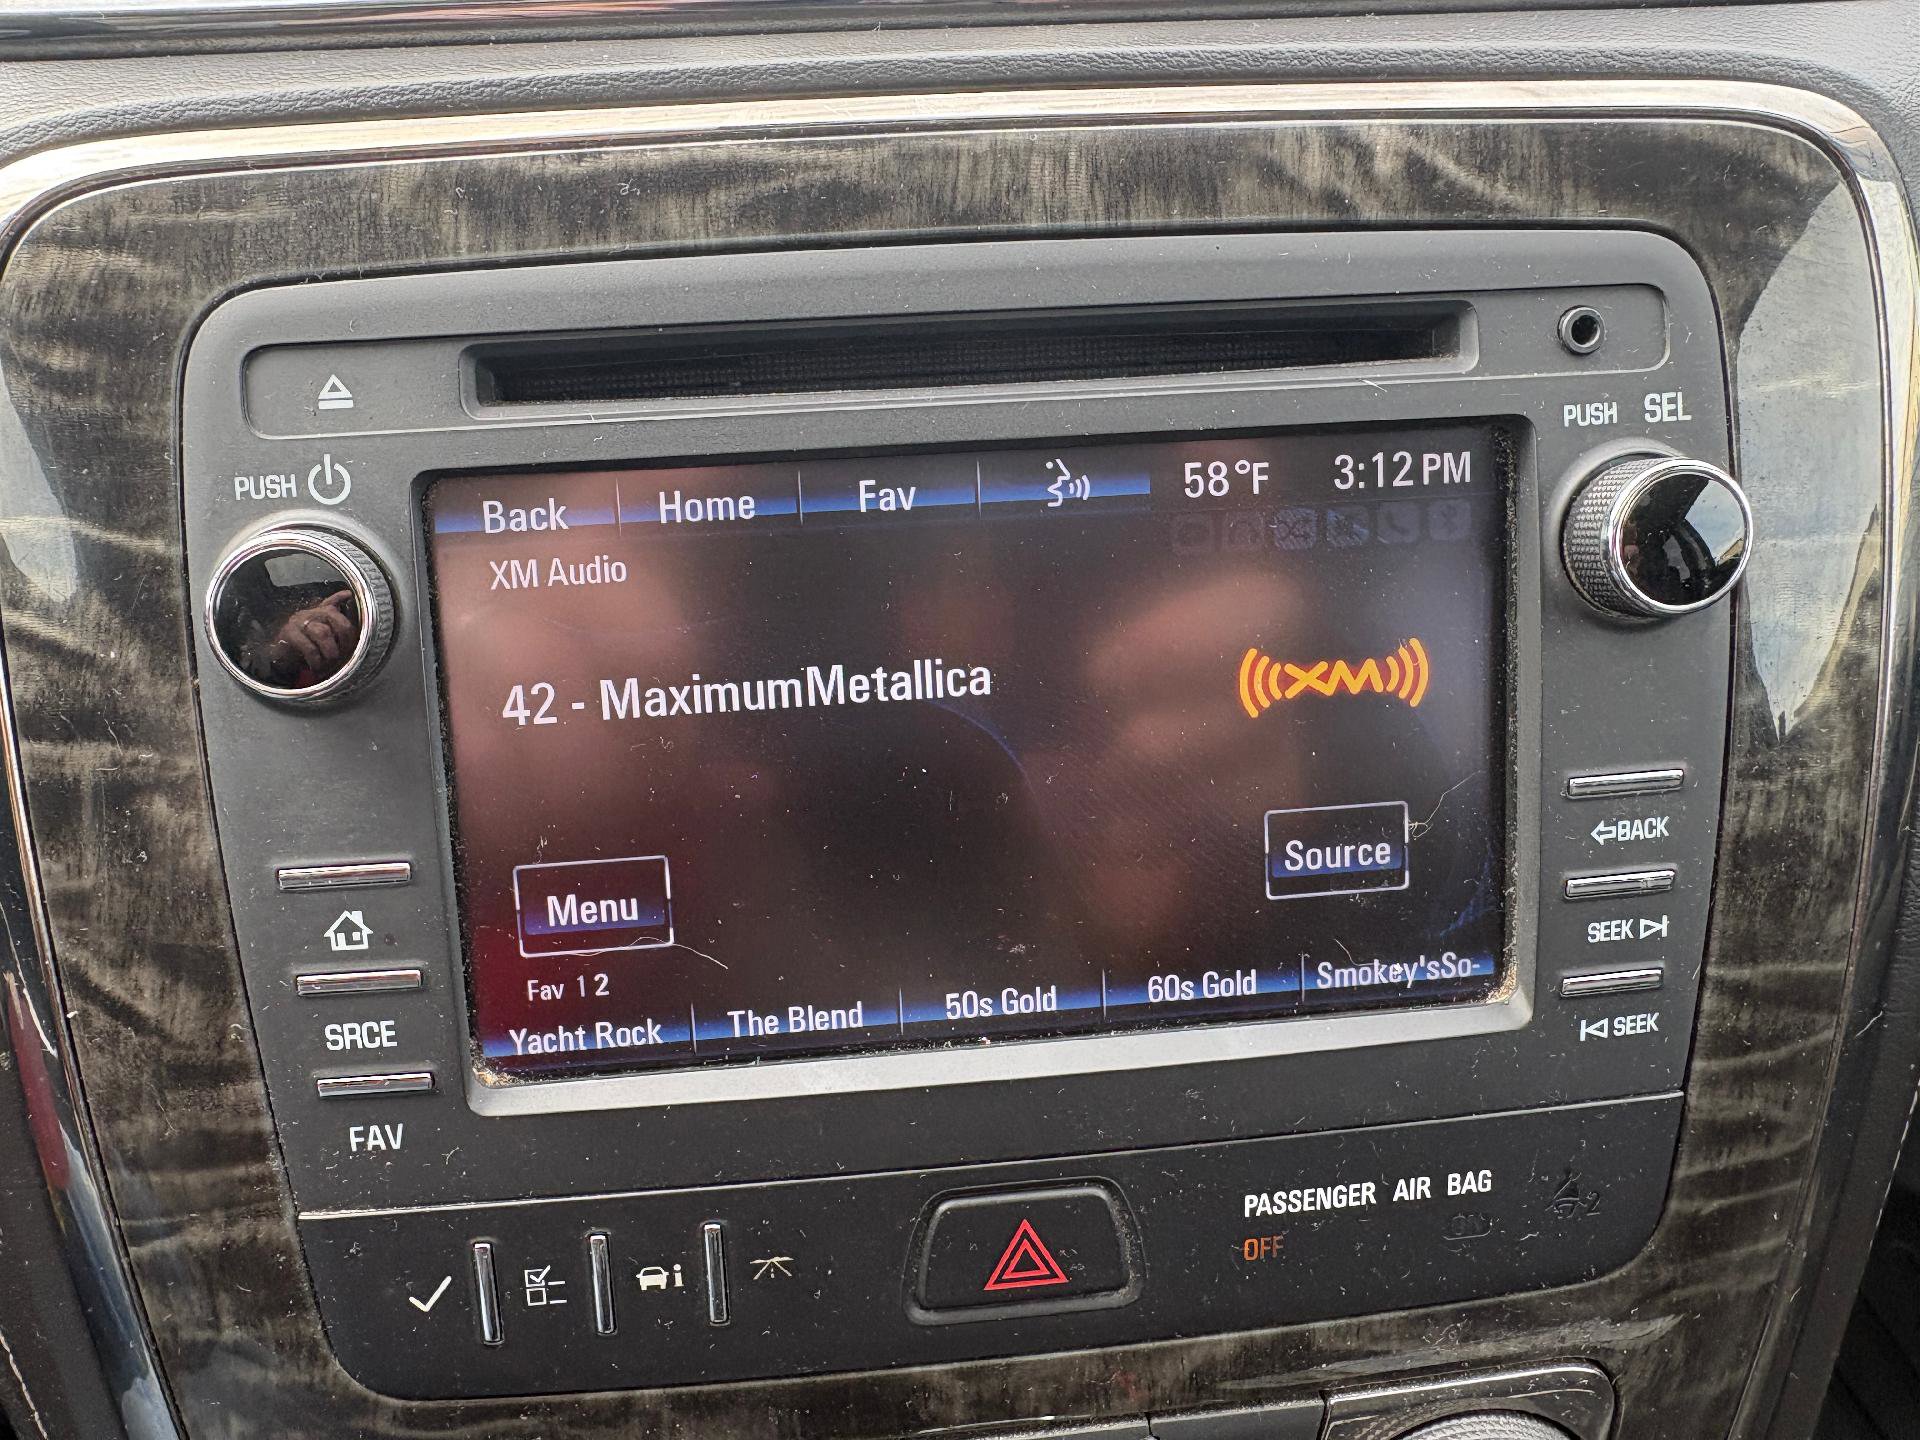 PUSH SEL
PUSH
Back Home Fav 58°F 3:12 PM
XM Audio
42 - MaximumMetallica
XM
Menu
Source
Fav 1 2
Yacht Rock The Blend 50s Gold 60s Gold Smokey'sSo-
SRCE
FAV
BACK
SEEK
SEEK
PASSENGER AIR BAG
OFF ON
2